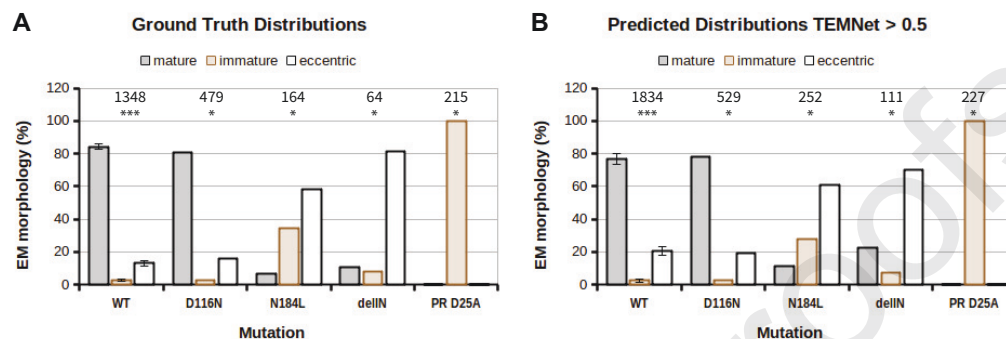 A
Ground Truth Distributions
mature immature eccentric
120
100
80
60
40
20
0
EM morphology (%)
1348 479 164 64 215
*** * * * *
WT D116N N184L delIN PR D25A
Mutation
B
Predicted Distributions TEMNet > 0.5
mature immature eccentric
120
100
80
60
40
20
0
EM morphology (%)
1834 529 252 111 227
*** * * * *
WT D116N N184L delIN PR D25A
Mutation
roofs